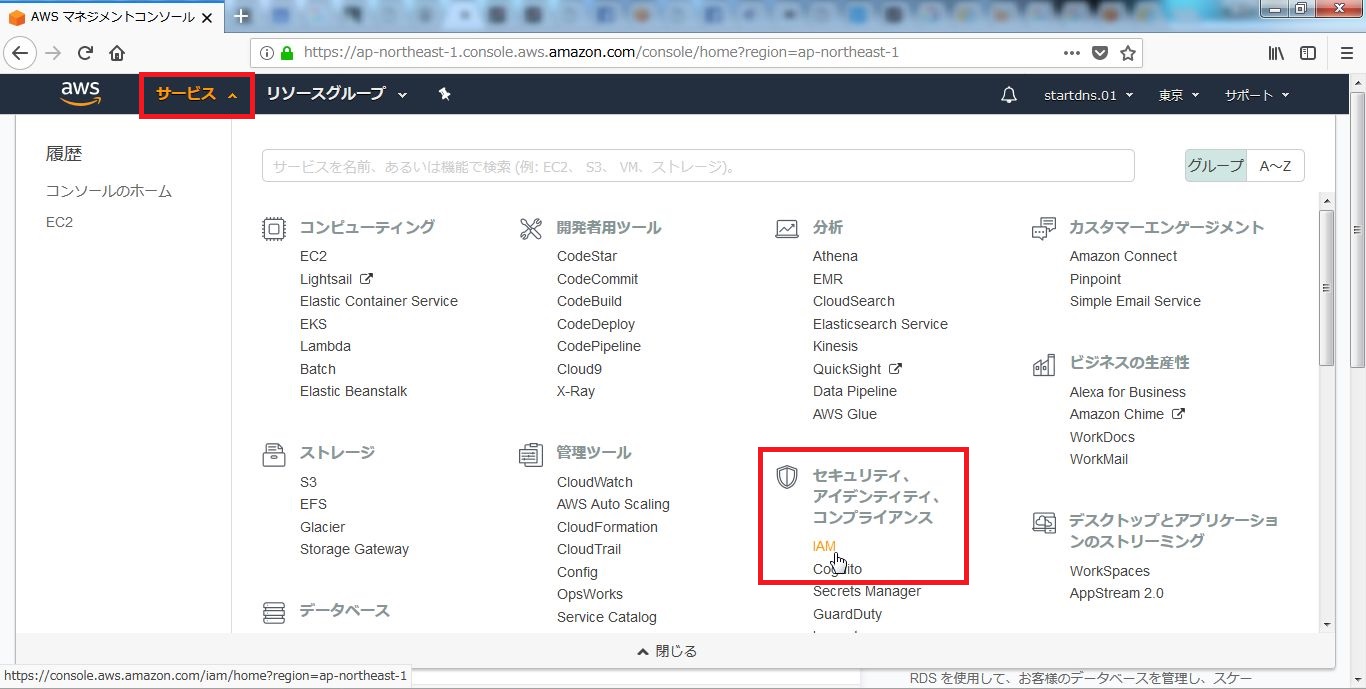 AWS マネジメントコンソール
https://ap-northeast-1.console.aws.amazon.com/console/home?region=ap-northeast-1
aws
サービス
リソースグループ
startdns.01
東京
サポート
履歴
コンソールのホーム
EC2
サービスを名前、あるいは機能で検索 (例: EC2、 S3、 VM、ストレージ)。
グループ
A〜Z
コンピューティング
EC2
Lightsail
Elastic Container Service
EKS
Lambda
Batch
Elastic Beanstalk
ストレージ
S3
EFS
Glacier
Storage Gateway
データベース
開発者用ツール
CodeStar
CodeCommit
CodeBuild
CodeDeploy
CodePipeline
Cloud9
X-Ray
管理ツール
CloudWatch
AWS Auto Scaling
CloudFormation
CloudTrail
Config
OpsWorks
Service Catalog
分析
Athena
EMR
CloudSearch
Elasticsearch Service
Kinesis
QuickSight
Data Pipeline
AWS Glue
セキュリティ、
アイデンティティ、
コンプライアンス
IAM
Cognito
Secrets Manager
GuardDuty
カスタマーエンゲージメント
Amazon Connect
Pinpoint
Simple Email Service
ビジネスの生産性
Alexa for Business
Amazon Chime
WorkDocs
WorkMail
デスクトップとアプリケーショ
ンのストリーミング
WorkSpaces
AppStream 2.0
閉じる
https://console.aws.amazon.com/iam/home?region=ap-northeast-1
RDS を使用して、お客様のデータベースを管理し、スケー